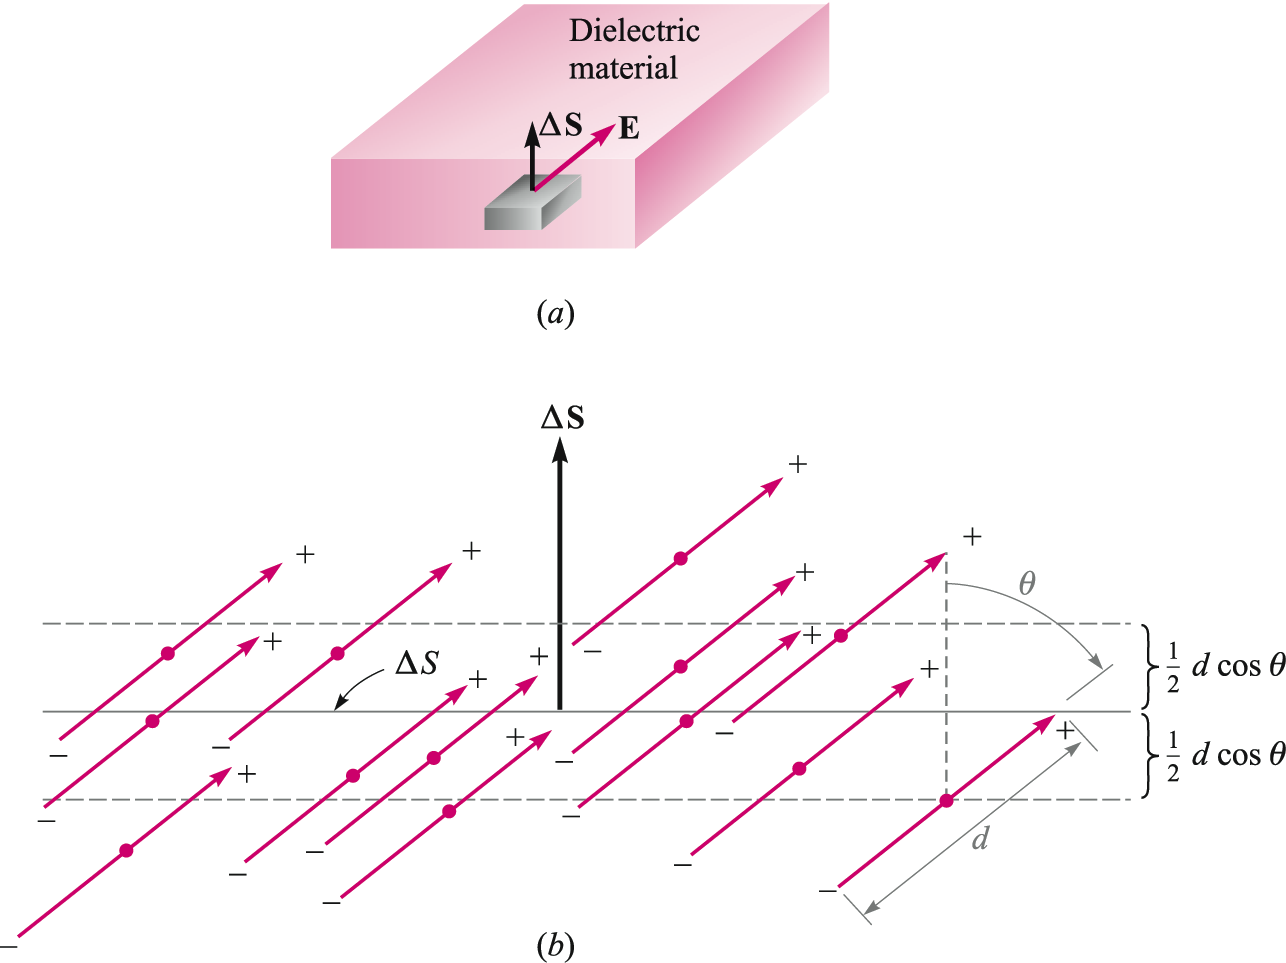 Dielectric
material
ΔS
E
(a)
ΔS
+
+
+
+
+
+
+
+
+
+
+
+
+
+
θ
ΔS
½ d cos θ
½ d cos θ
d
−
−
−
−
−
−
−
−
−
−
−
−
−
−
(b)